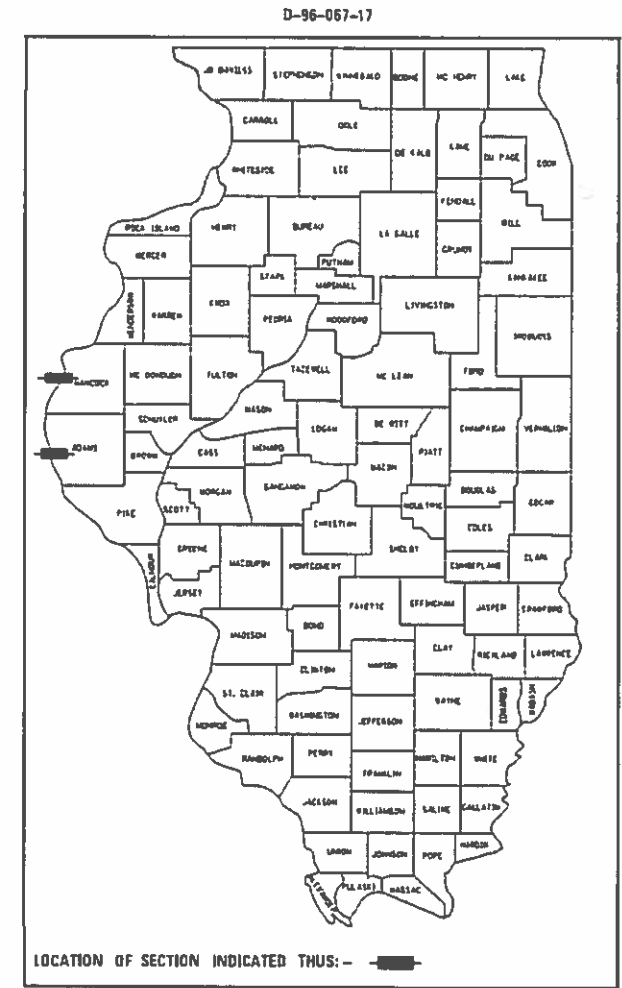 D-96-067-17
JO DAVIESS STEPHENSON WINNEBAGO BOONE MC HENRY LAKE
CARROLL OGLE
DE KALB KANE DU PAGE COOK
WHITESIDE LEE
KENDALL
ROCK ISLAND HENRY BUREAU LA SALLE WILL
MERCER PUTNAM GRUNDY
STARK MARSHALL KANKAKEE
HENDERSON WARREN KNOX PEORIA WOODFORD LIVINGSTON
IROQUOIS
HANCOCK MC DONOUGH FULTON TAZEWELL MC LEAN FORD
SCHUYLER MASON LOGAN DE WITT CHAMPAIGN VERMILION
ADAMS BROWN CASS MENARD MACON PIATT
PIKE SCOTT MORGAN SANGAMON CHRISTIAN MOULTRIE DOUGLAS EDGAR
COLES
CALHOUN GREENE MACOUPIN MONTGOMERY SHELBY CUMBERLAND CLARK
JERSEY FAYETTE EFFINGHAM JASPER CRAWFORD
MADISON BOND
CLAY RICHLAND LAWRENCE
CLINTON MARION
ST. CLAIR WAYNE EDWARDS WABASH
MONROE WASHINGTON JEFFERSON
RANDOLPH PERRY HAMILTON WHITE
FRANKLIN
JACKSON WILLIAMSON SALINE GALLATIN
UNION JOHNSON POPE HARDIN
ALEXANDER PULASKI MASSAC
LOCATION OF SECTION INDICATED THUS:-